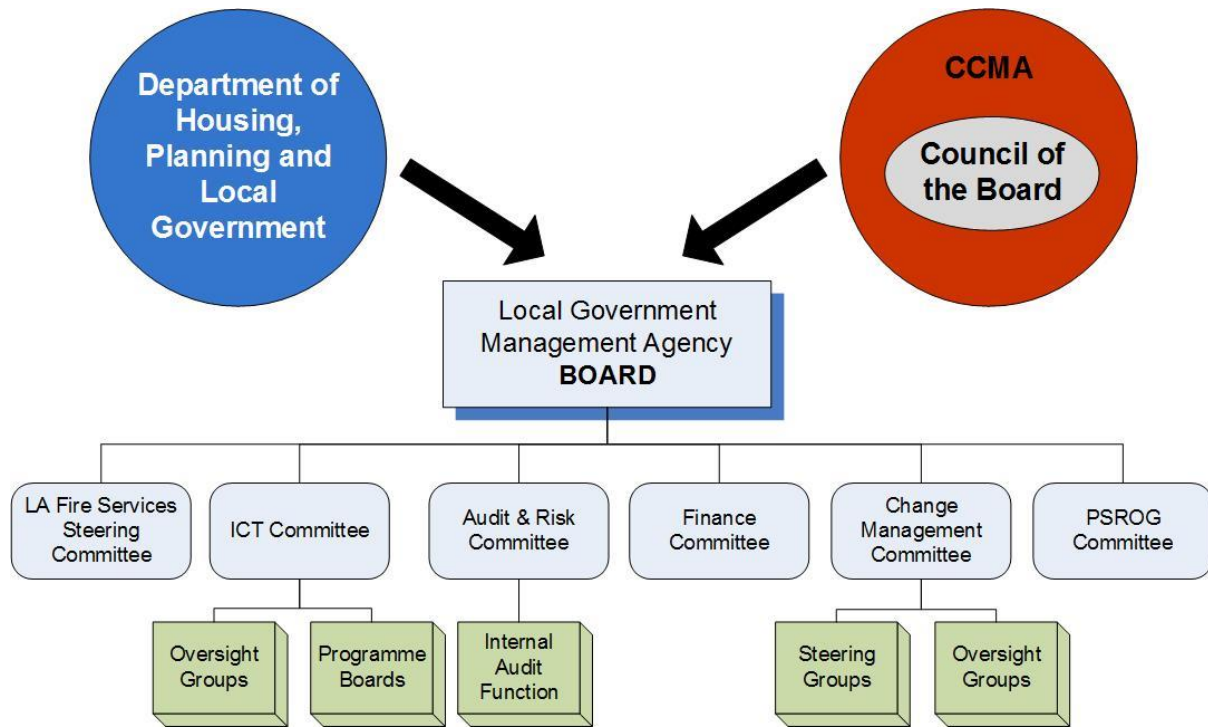 Department of
Housing,
Planning and
Local
Government
CCMA
Council of
the Board
Local Government
Management Agency
BOARD
LA Fire Services
Steering
Committee
ICT Committee
Audit & Risk
Committee
Finance
Committee
Change
Management
Committee
PSROG
Committee
Oversight
Groups
Programme
Boards
Internal
Audit
Function
Steering
Groups
Oversight
Groups